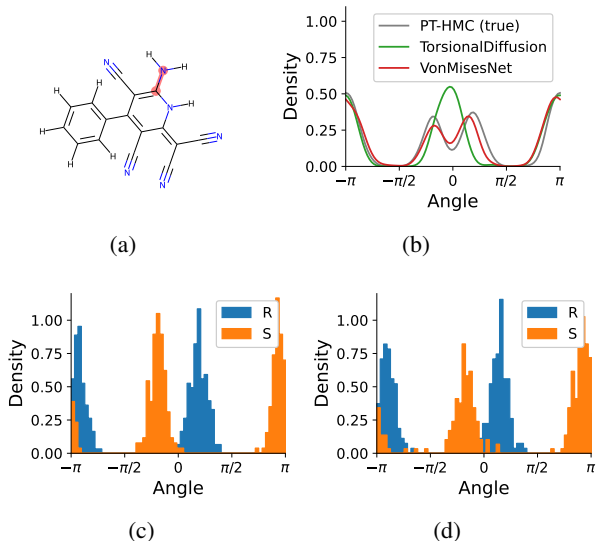 H
N
H
N
N
H
H
H
H
H
H
N
N
N
(a)
Density
1.00
0.75
0.50
0.25
0.00
PT-HMC (true)
TorsionalDiffusion
VonMisesNet
−π
−π/2
0
π/2
π
Angle
(b)
Density
1.00
0.75
0.50
0.25
0.00
R
S
−π
−π/2
0
π/2
π
Angle
(c)
Density
1.00
0.75
0.50
0.25
0.00
R
S
−π
−π/2
0
π/2
π
Angle
(d)